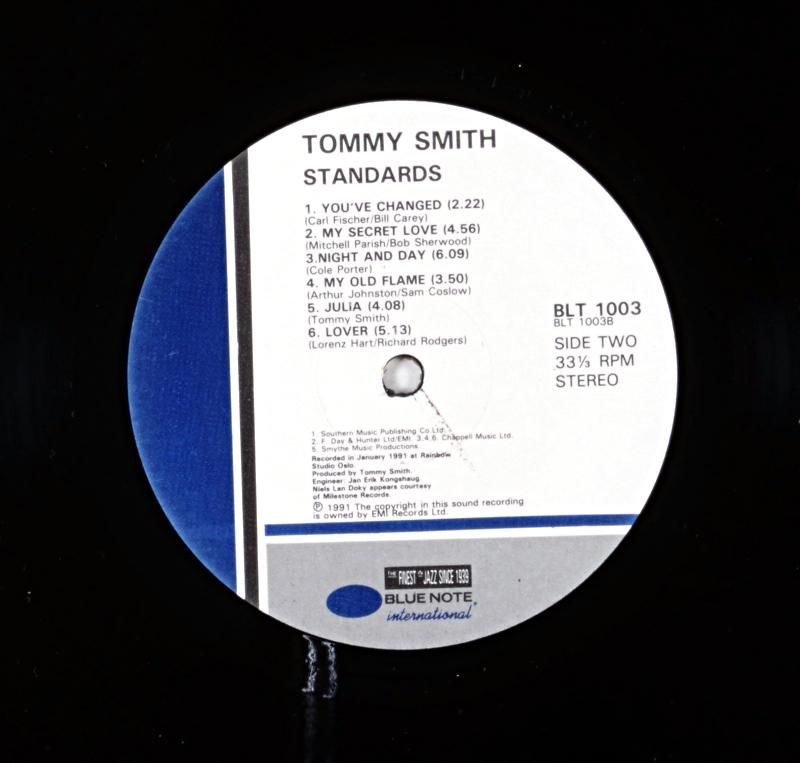 TOMMY SMITH
STANDARDS
1. YOU'VE CHANGED (2.22)
(Carl Fischer/Bill Carey)
2. MY SECRET LOVE (4.56)
(Mitchell Parish/Bob Sherwood)
3.NIGHT AND DAY (6.09)
(Cole Porter)
4. MY OLD FLAME (3.50)
(Arthur Johnston/Sam Coslow)
5. JULIA (4.08)
(Tommy Smith)
6. LOVER (5.13)
(Lorenz Hart/Richard Rodgers)
BLT 1003
BLT 1003B
SIDE TWO
33⅓ RPM
STEREO
1. Southern Music Publishing Co.Ltd.
2. F. Day & Hunter Ltd/EMI. 3.4.6. Chappell Music Ltd.
5. Smythe Music Productions.
Recorded in January 1991 at Rainbow
Studio Oslo.
Produced by Tommy Smith.
Engineer: Jan Erik Kongshaug.
Niels Lan Doky appears courtesy
of Milestone Records.
℗ 1991 The copyright in this sound recording
is owned by EMI Records Ltd.
THE FINEST IN JAZZ SINCE 1939
BLUE NOTE
international